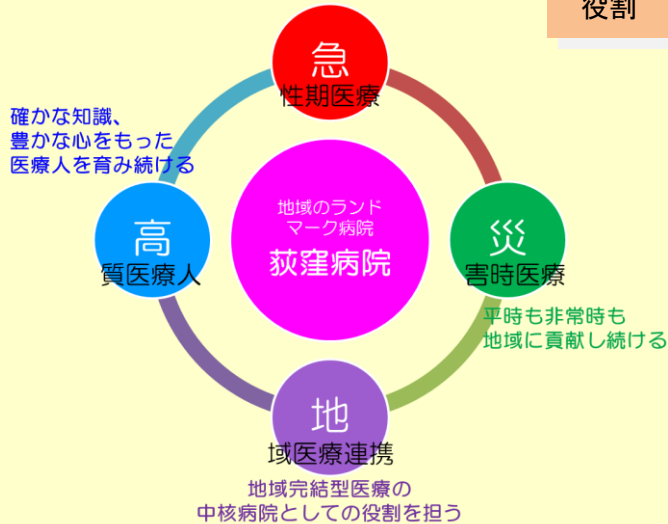 役割
急
性期医療
確かな知識、
豊かな心をもった
医療人を育み続ける
地域のランド
マーク病院
荻窪病院
高
質医療人
災
害時医療
平時も非常時も
地域に貢献し続ける
地
域医療連携
地域完結型医療の
中核病院としての役割を担う